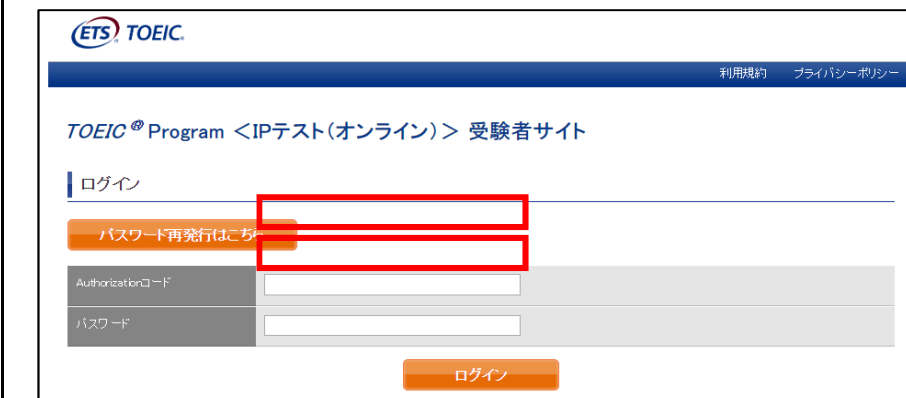 ETS TOEIC.
利用規約 プライバシーポリシー
TOEIC® Program <IPテスト(オンライン)> 受験者サイト
ログイン
パスワード再発行はこちら
Authorizationコード
パスワード
ログイン